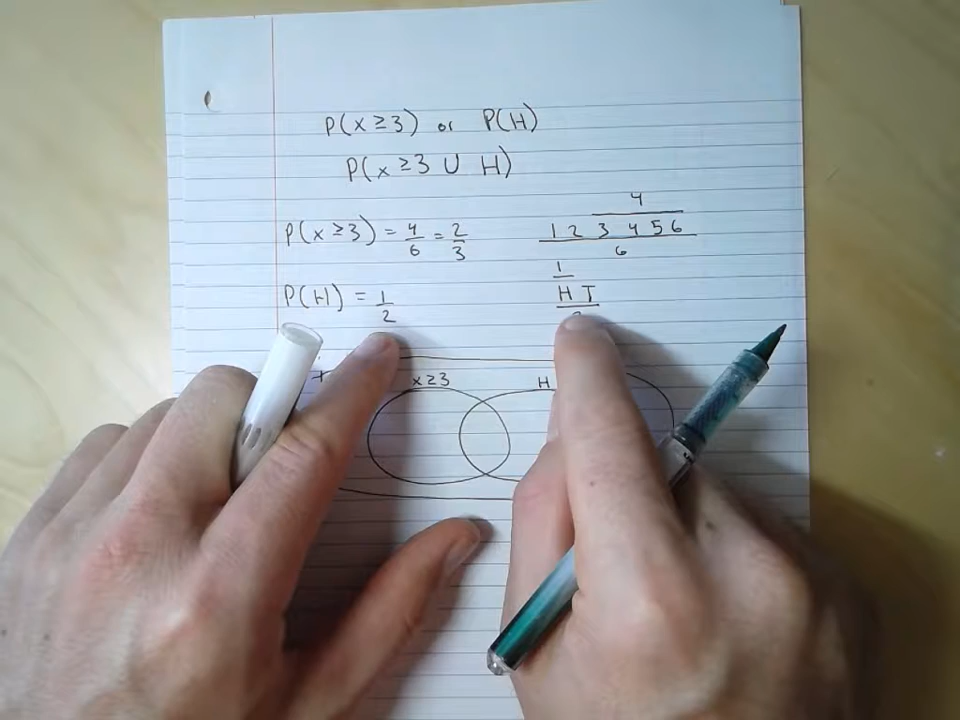 P(x≥3) or P(H)
P(x≥3 U H)
4
P(x≥3) = 4/6 = 2/3
1 2 3 4 5 6
6
1
P(H) = 1/2
H T
x≥3
H